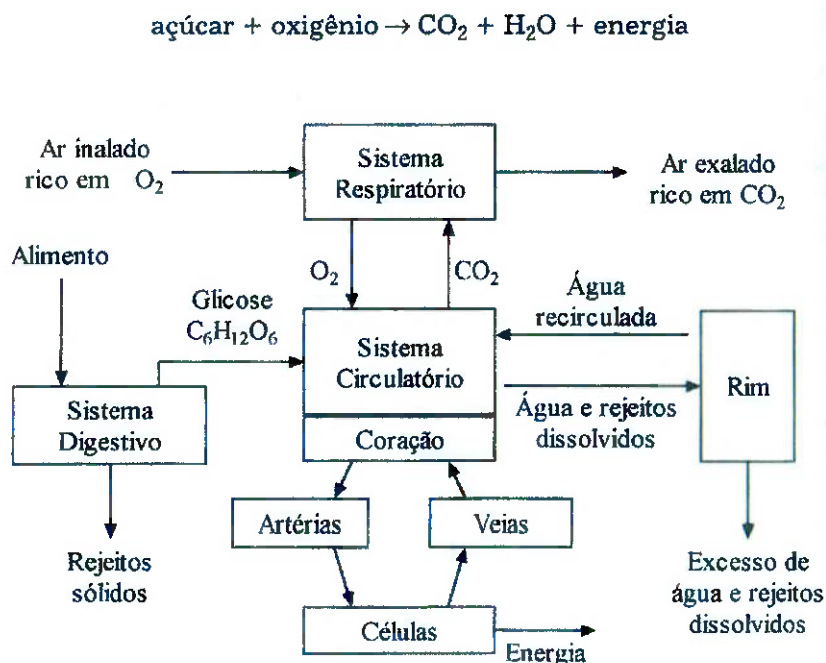 açúcar + oxigênio → CO₂ + H₂O + energia
Ar inalado
rico em O₂
Sistema
Respiratório
Ar exalado
rico em CO₂
Alimento
O₂
CO₂
Glicose
C₆H₁₂O₆
Água
recirculada
Sistema
Circulatório
Rim
Sistema
Digestivo
Água e rejeitos
dissolvidos
Coração
Artérias
Veias
Rejeitos
sólidos
Excesso de
água e rejeitos
dissolvidos
Células
Energia